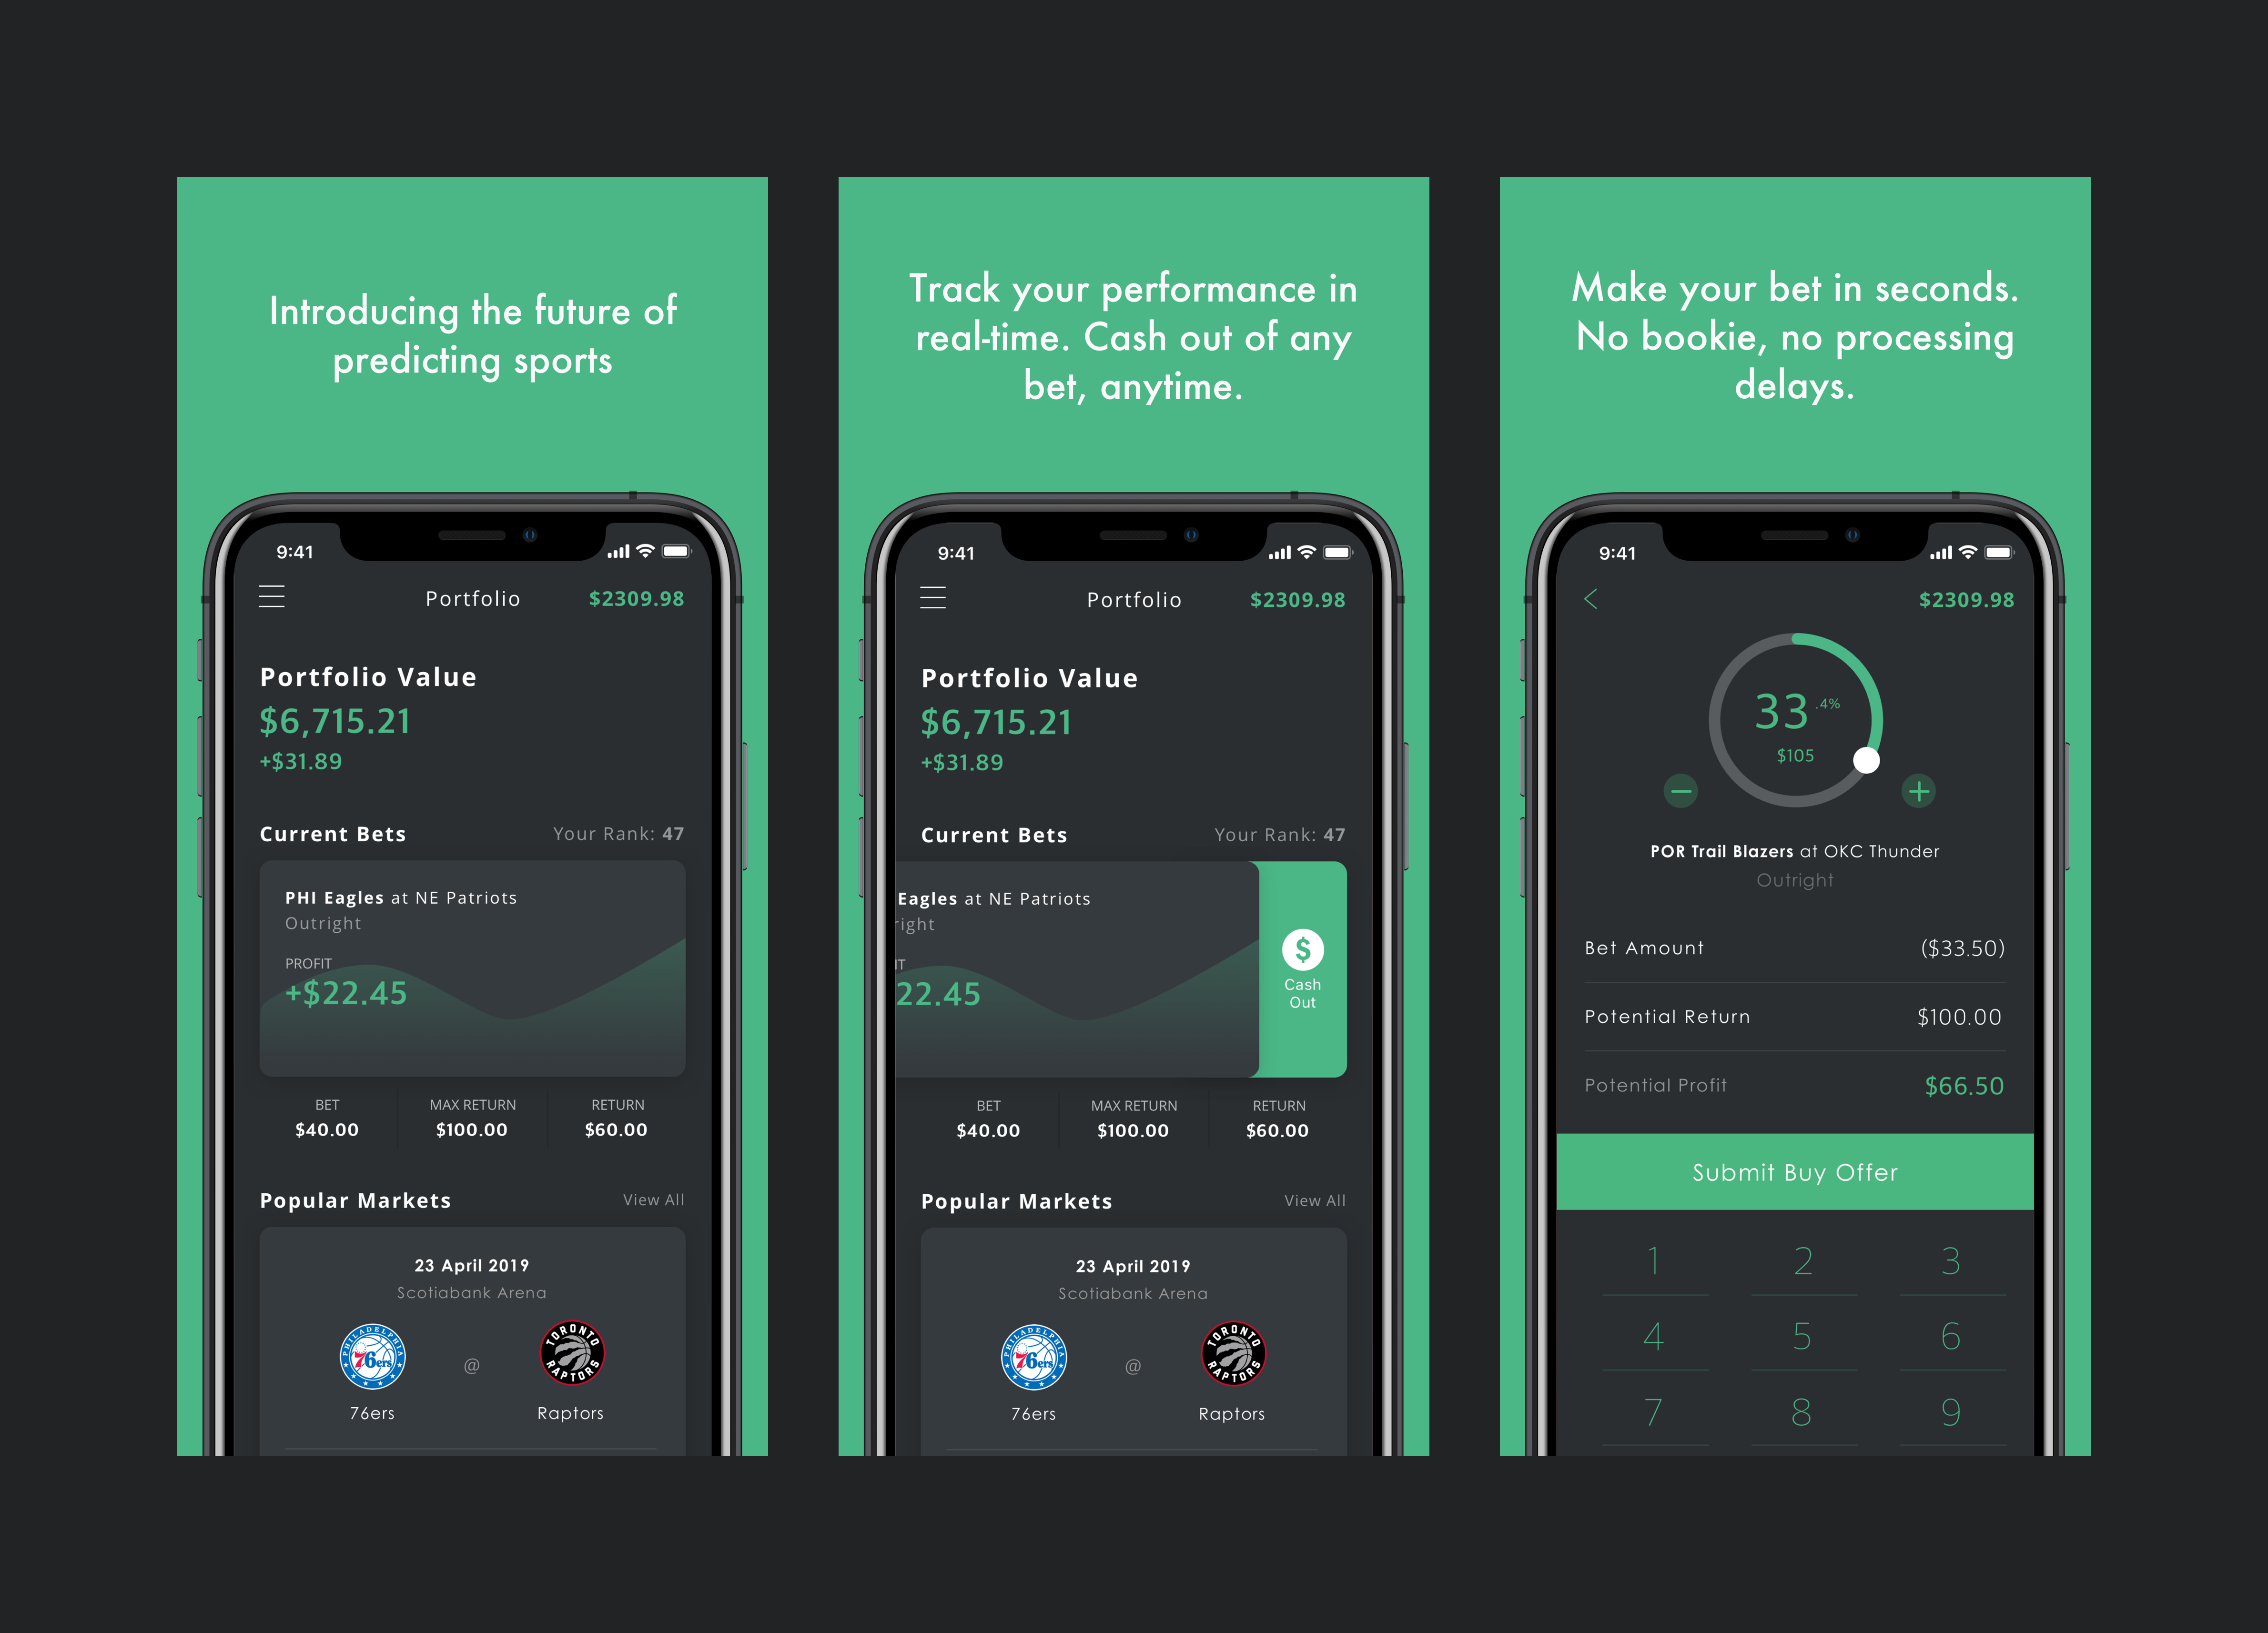 Introducing the future of
predicting sports
9:41
Portfolio
$2309.98
Portfolio Value
$6,715.21
+$31.89
Current Bets
Your Rank: 47
PHI Eagles at NE Patriots
Outright
PROFIT
+$22.45
BET
MAX RETURN
RETURN
$40.00
$100.00
$60.00
Popular Markets
View All
23 April 2019
Scotiabank Arena
PHILADELPHIA
76ers
@
TORONTO
RAPTORS
76ers
Raptors
Track your performance in
real-time. Cash out of any
bet, anytime.
9:41
Portfolio
$2309.98
Portfolio Value
$6,715.21
+$31.89
Current Bets
Your Rank: 47
Eagles at NE Patriots
right
IT
22.45
$
Cash
Out
BET
MAX RETURN
RETURN
$40.00
$100.00
$60.00
Popular Markets
View All
23 April 2019
Scotiabank Arena
PHILADELPHIA
76ers
@
TORONTO
RAPTORS
76ers
Raptors
Make your bet in seconds.
No bookie, no processing
delays.
9:41
$2309.98
33.4%
$105
POR Trail Blazers at OKC Thunder
Outright
Bet Amount
($33.50)
Potential Return
$100.00
Potential Profit
$66.50
Submit Buy Offer
1 2 3
4 5 6
7 8 9